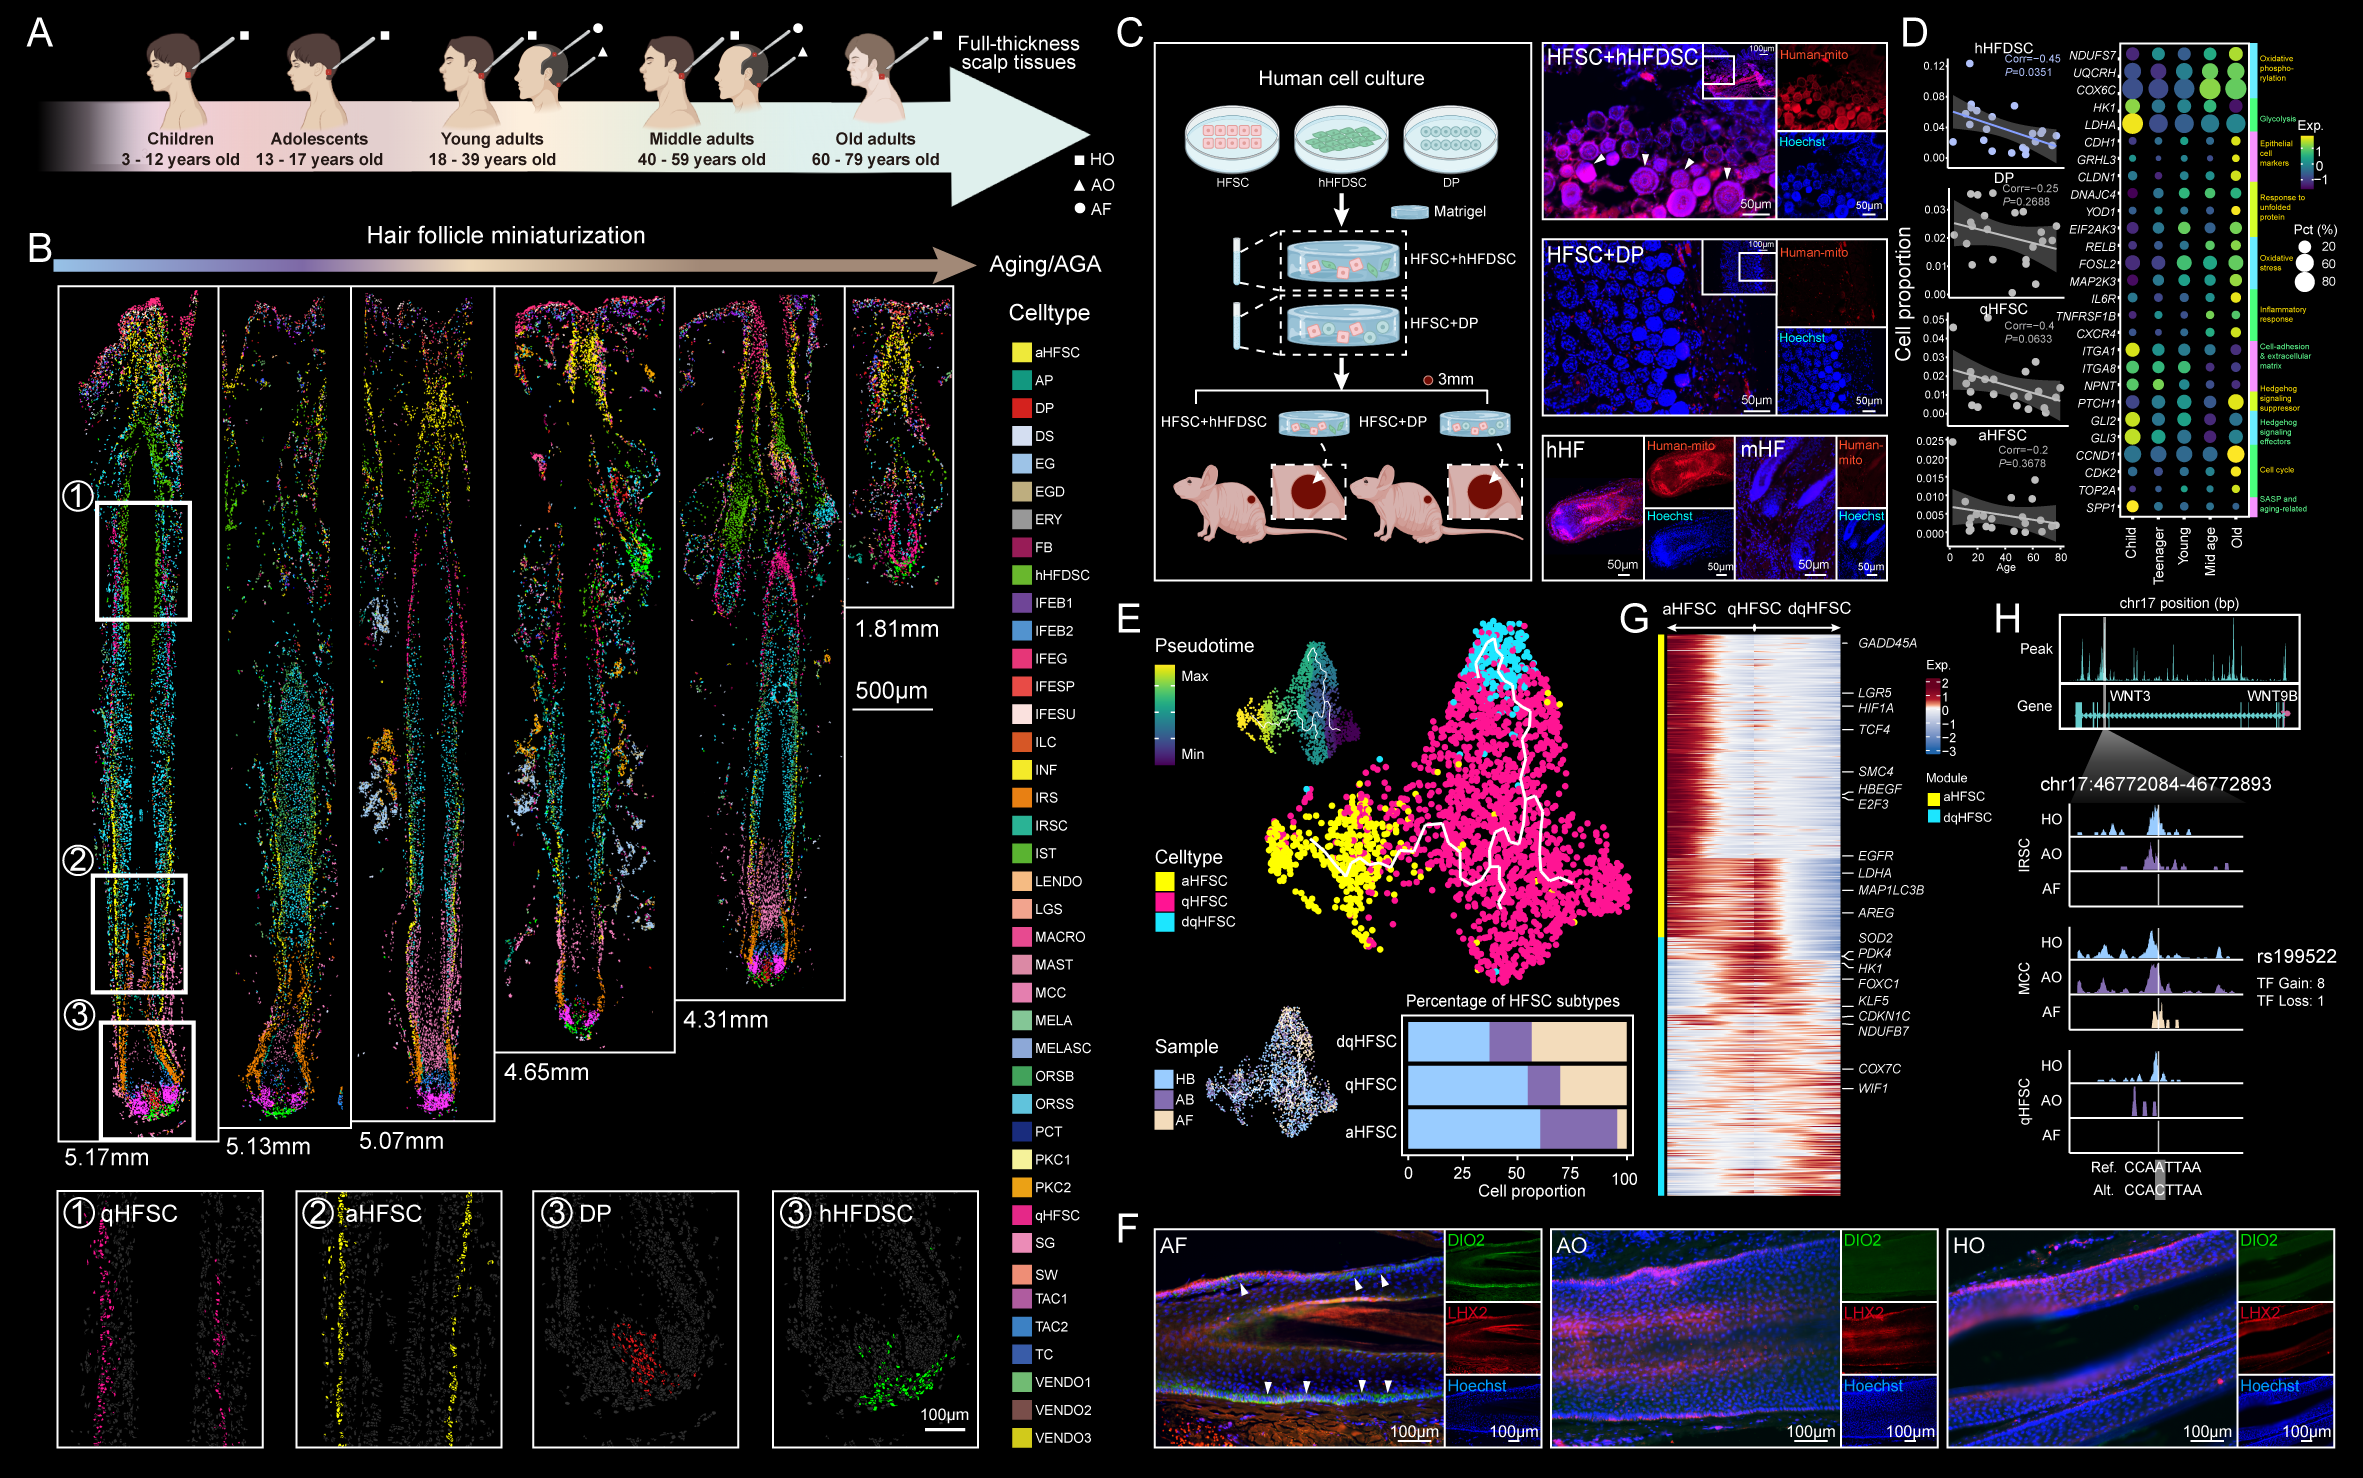 A
Full-thickness
scalp tissues
Children
3 - 12 years old
Adolescents
13 - 17 years old
Young adults
18 - 39 years old
Middle adults
40 - 59 years old
Old adults
60 - 79 years old
HO
AO
AF
B
Hair follicle miniaturization
Aging/AGA
①
②
③
5.17mm
5.13mm
5.07mm
4.65mm
4.31mm
1.81mm
500μm
Celltype
aHFSC
AP
DP
DS
EG
EGD
ERY
FB
hHFDSC
IFEB1
IFEB2
IFEG
IFESP
IFESU
ILC
INF
IRS
IRSC
IST
LENDO
LGS
MACRO
MAST
MCC
MELA
MELASC
ORSB
ORSS
PCT
PKC1
PKC2
qHFSC
SG
SW
TAC1
TAC2
TC
VENDO1
VENDO2
VENDO3
① qHFSC
② aHFSC
③ DP
③ hHFDSC
100μm
C
Human cell culture
HFSC
hHFDSC
DP
Matrigel
HFSC+hHFDSC
HFSC+DP
3mm
HFSC+hHFDSC
HFSC+DP
HFSC+hHFDSC
100μm
Human-mito
Hoechst
50μm
50μm
HFSC+DP
100μm
Human-mito
Hoechst
50μm
50μm
hHF
Human-mito
Hoechst
50μm
50μm
mHF
Human-
mito
Hoechst
50μm
50μm
D
Cell proportion
hHFDSC
Corr=−0.45
P=0.0351
0.12
0.08
0.04
0.00
DP
Corr=−0.25
P=0.2688
0.03
0.02
0.01
0.00
qHFSC
Corr=−0.4
P=0.0633
0.05
0.04
0.03
0.02
0.01
0.00
aHFSC
Corr=−0.2
P=0.3678
0.025
0.020
0.015
0.010
0.005
0.000
0 20 40 60 80
Age
NDUFS7
UQCRH
COX6C
HK1
LDHA
CDH1
GRHL3
CLDN1
DNAJC4
YOD1
EIF2AK3
RELB
FOSL2
MAP2K3
IL6R
TNFRSF1B
CXCR4
ITGA1
ITGA8
NPNT
PTCH1
GLI2
GLI3
CCND1
CDK2
TOP2A
SPP1
Child
Teenager
Young
Mid age
Old
Oxidative
phospho-
rylation
Glycolysis
Epithelial
cell
markers
Response to
unfolded
protein
Oxidative
stress
Inflammatory
response
Cell-adhesion
& extracellular
matrix
Hedgehog
signaling
suppressor
Hedgehog
signaling
effectors
Cell cycle
SASP and
aging-related
Exp.
1
0
−1
Pct (%)
20
60
80
E
Pseudotime
Max
Min
Celltype
aHFSC
qHFSC
dqHFSC
Sample
HB
AB
AF
Percentage of HFSC subtypes
dqHFSC
qHFSC
aHFSC
0 25 50 75 100
Cell proportion
G
aHFSC qHFSC dqHFSC
GADD45A
LGR5
HIF1A
TCF4
SMC4
HBEGF
E2F3
EGFR
LDHA
MAP1LC3B
AREG
SOD2
PDK4
HK1
FOXC1
KLF5
CDKN1C
NDUFB7
COX7C
WIF1
Exp.
2
1
0
−1
−2
−3
Module
aHFSC
dqHFSC
H
chr17 position (bp)
Peak
Gene
WNT3
WNT9B
chr17:46772084-46772893
IRSC
HO
AO
AF
MCC
HO
AO
AF
qHFSC
HO
AO
AF
rs199522
TF Gain: 8
TF Loss: 1
Ref. CCAATTAA
Alt. CCACTTAA
F
AF
DIO2
LHX2
Hoechst
100μm
100μm
AO
DIO2
LHX2
Hoechst
100μm
100μm
HO
DIO2
LHX2
Hoechst
100μm
100μm